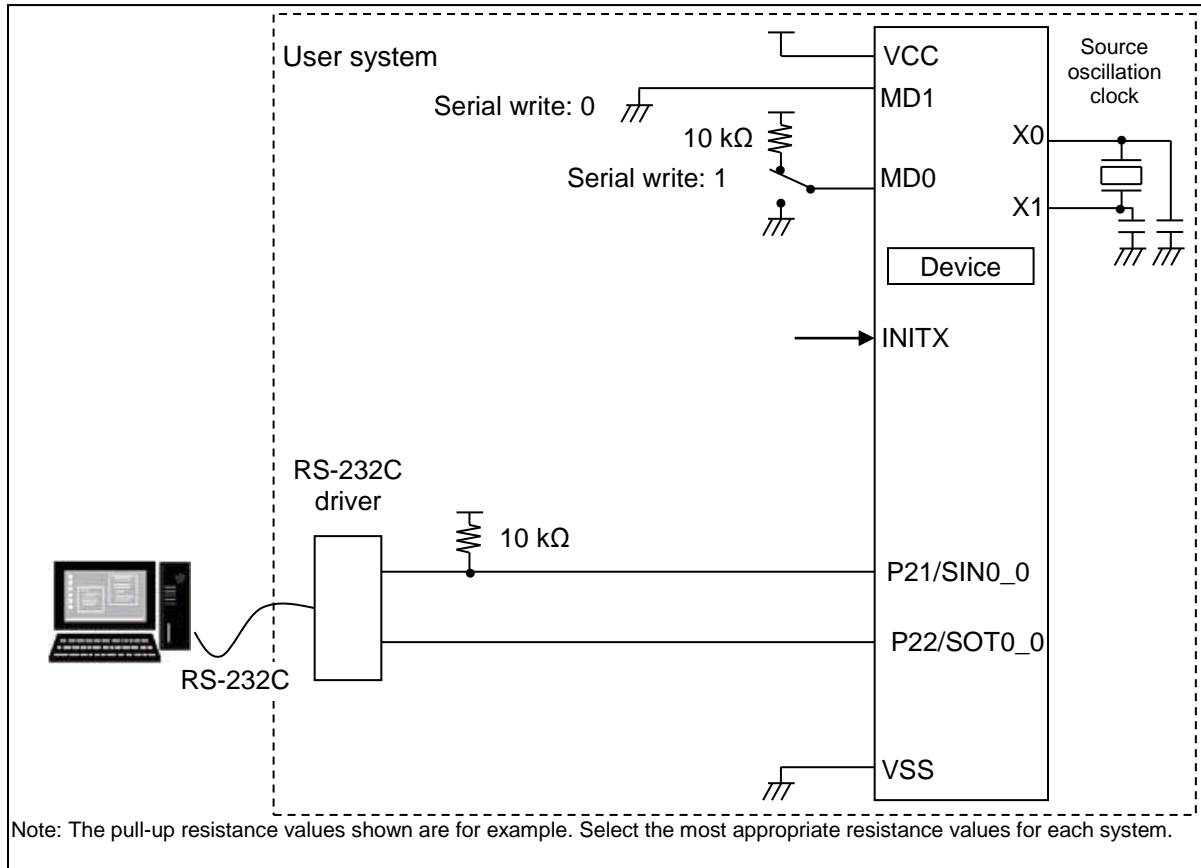 User system
VCC
Source
oscillation
clock
Serial write: 0
MD1
10 kΩ
X0
Serial write: 1
MD0
X1
Device
INITX
RS-232C
driver
10 kΩ
P21/SIN0_0
P22/SOT0_0
RS-232C
VSS
Note: The pull-up resistance values shown are for example. Select the most appropriate resistance values for each system.